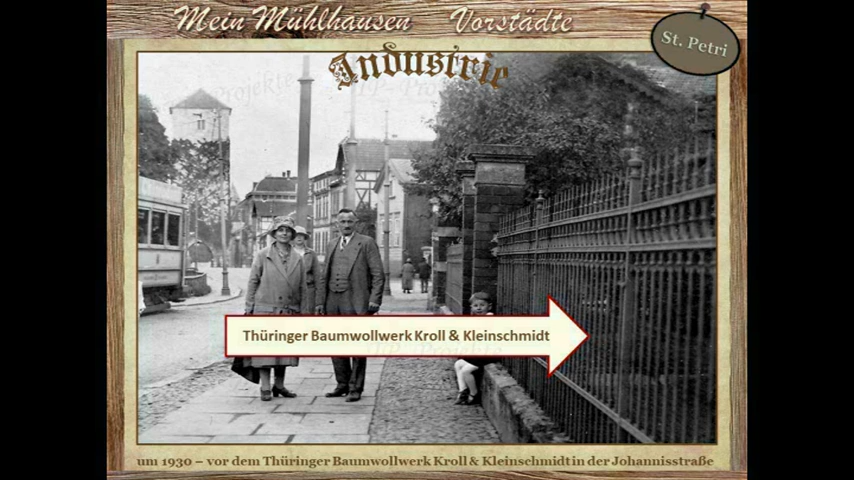 Mein Mühlhausen Vorstädte
St. Petri
Industrie
Thüringer Baumwollwerk Kroll & Kleinschmidt
um 1930 – vor dem Thüringer Baumwollwerk Kroll & Kleinschmidt in der Johannisstraße